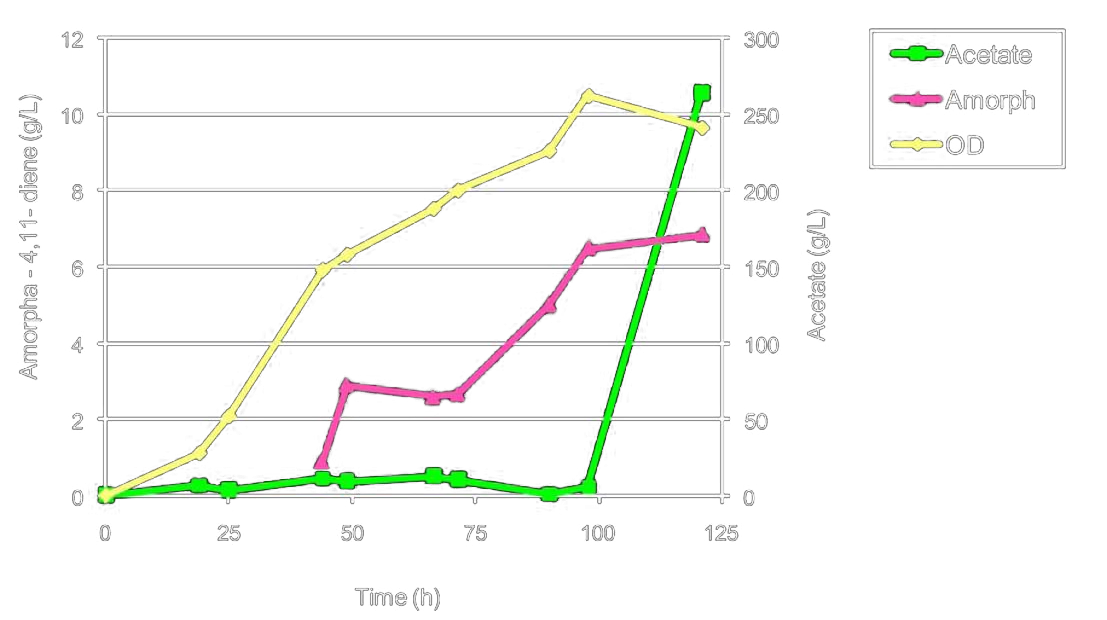 12
10
8
6
4
2
0
Amorpha - 4,11- diene (g/L)
300
250
200
150
100
50
0
Acetate (g/L)
0 25 50 75 100 125
Time (h)
Acetate
Amorph
OD